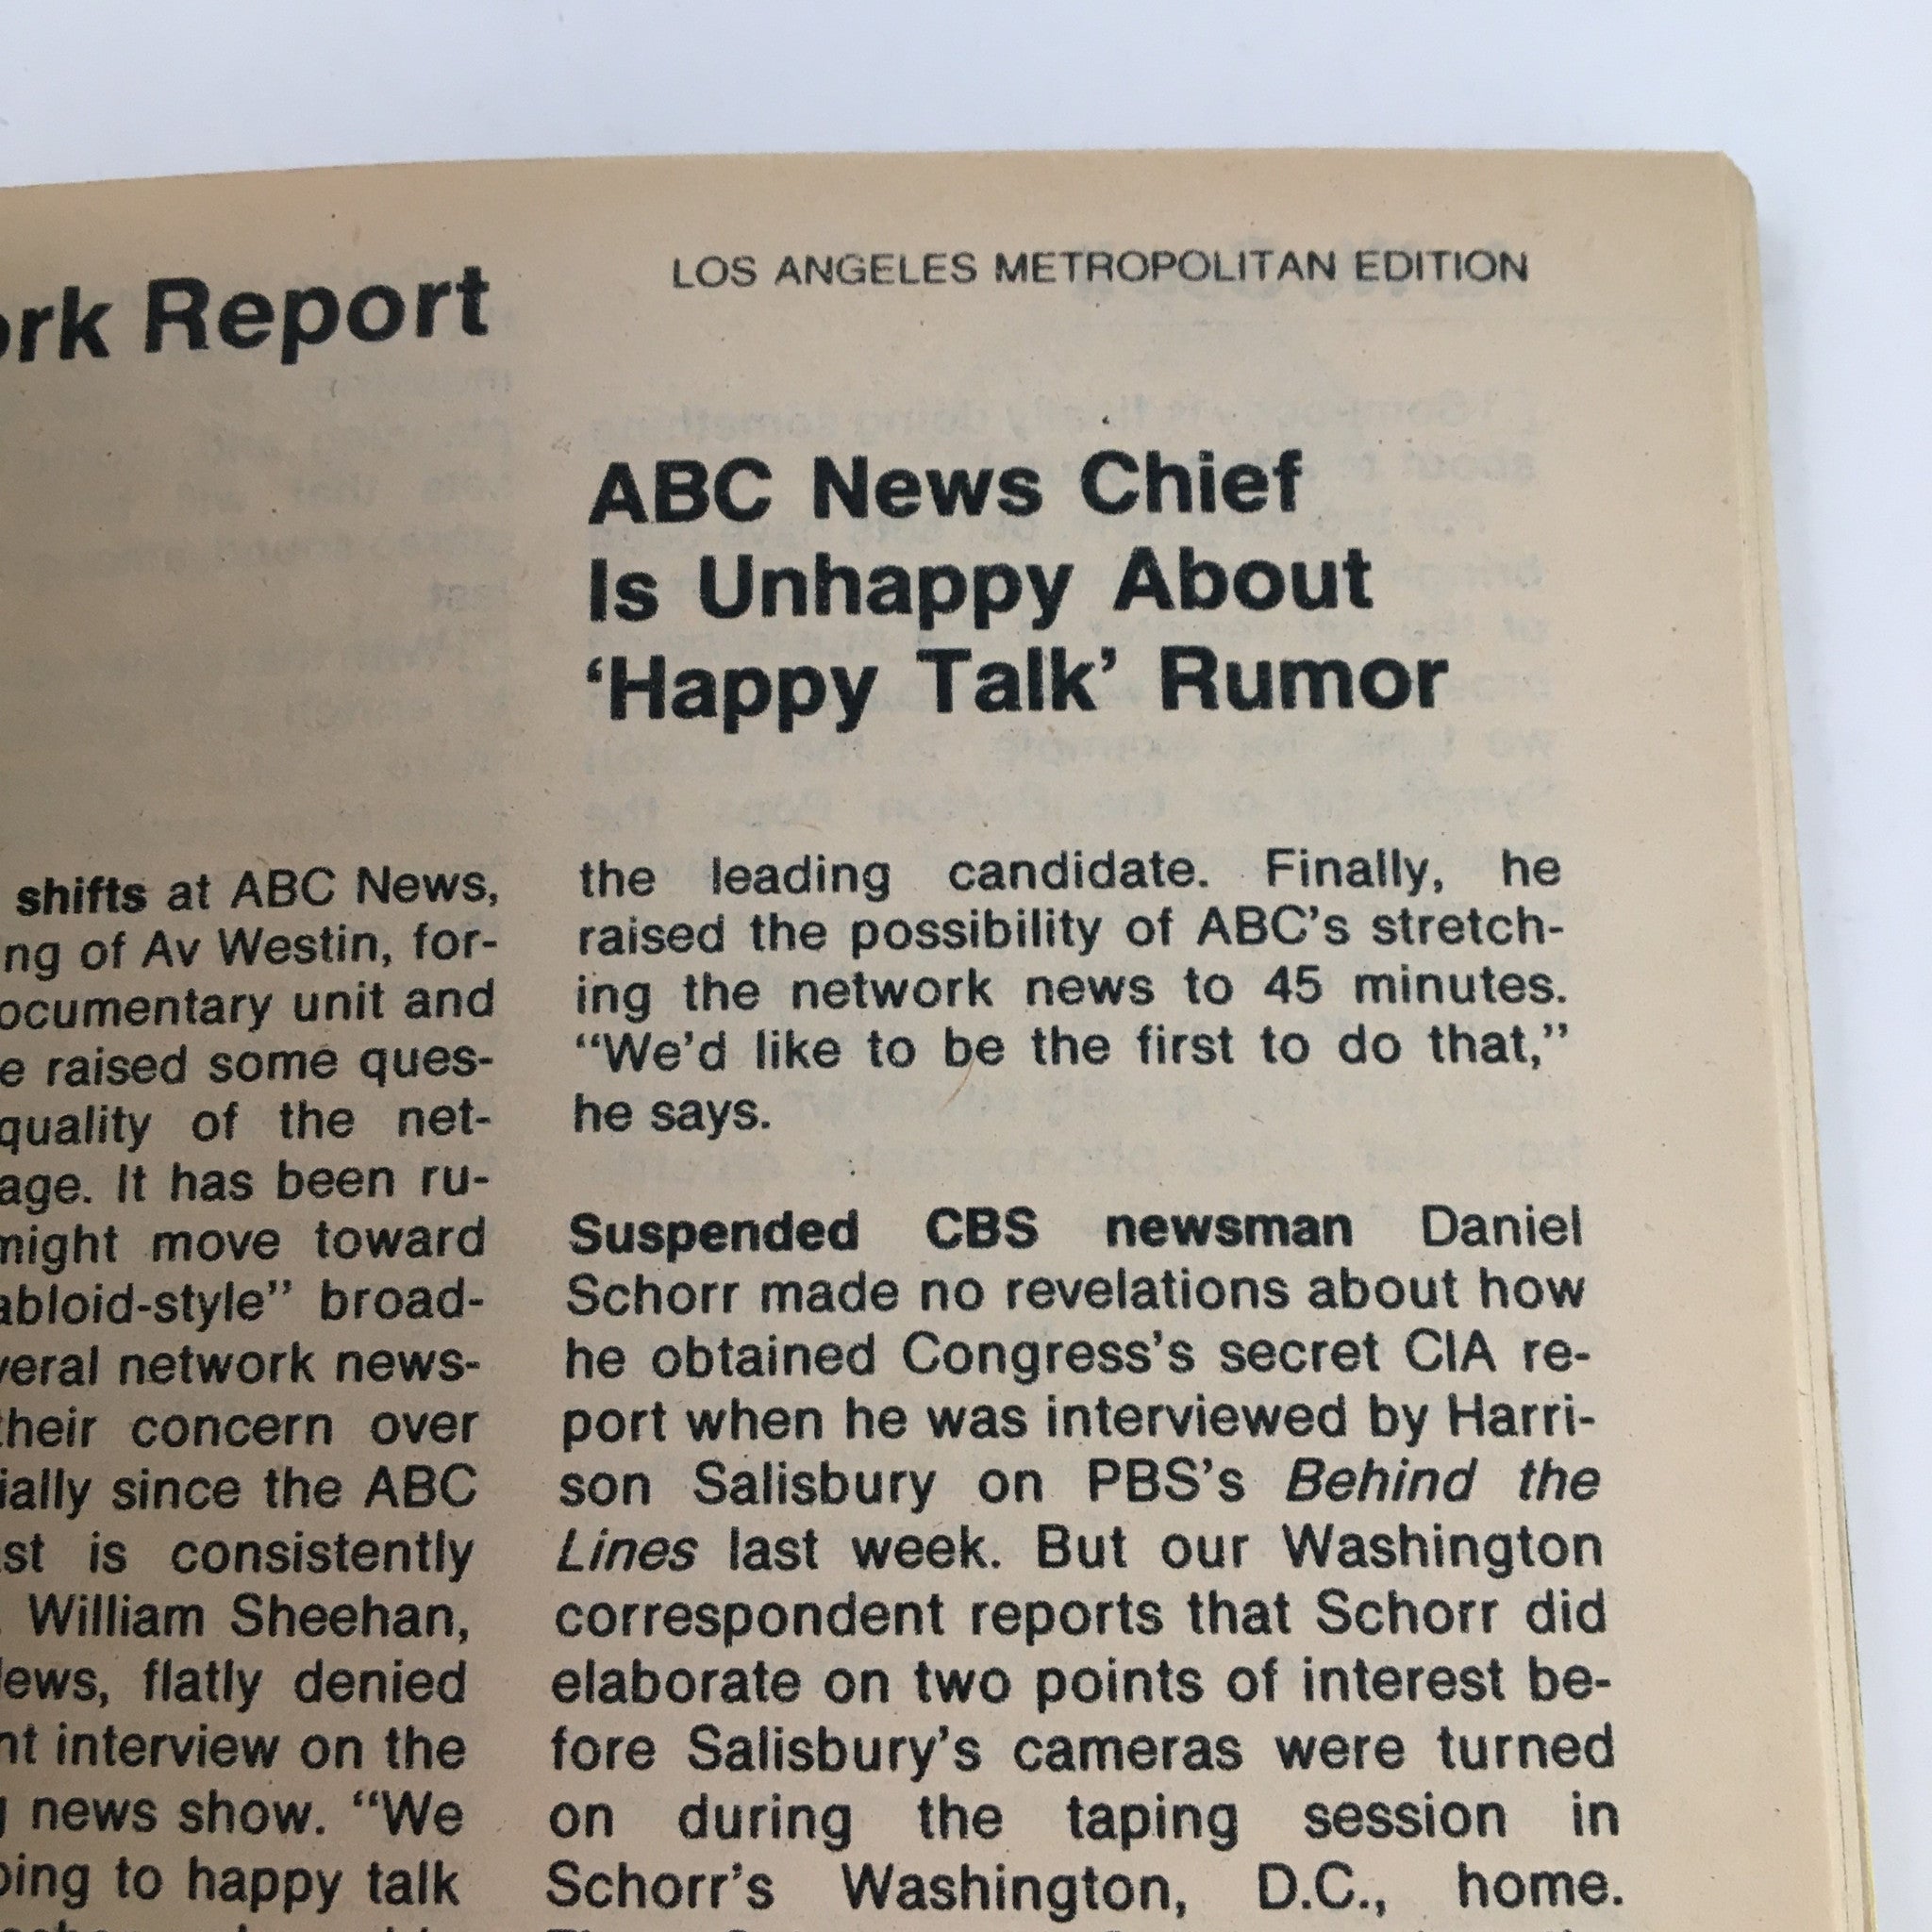 Report
LOS ANGELES METROPOLITAN EDITION
ABC News Chief
Is Unhappy About
‘Happy Talk’ Rumor
shifts at ABC News,
ng of Av Westin, for-
ocumentary unit and
e raised some ques-
quality of the net-
age. It has been ru-
might move toward
abloid-style” broad-
veral network news-
their concern over
ially since the ABC
st is consistently
William Sheehan,
ews, flatly denied
nt interview on the
news show. “We
oing to happy talk
the leading candidate. Finally, he
raised the possibility of ABC’s stretch-
ing the network news to 45 minutes.
“We’d like to be the first to do that,”
he says.
Suspended CBS newsman Daniel
Schorr made no revelations about how
he obtained Congress’s secret CIA re-
port when he was interviewed by Harri-
son Salisbury on PBS’s Behind the
Lines last week. But our Washington
correspondent reports that Schorr did
elaborate on two points of interest be-
fore Salisbury’s cameras were turned
on during the taping session in
Schorr’s Washington, D.C., home.